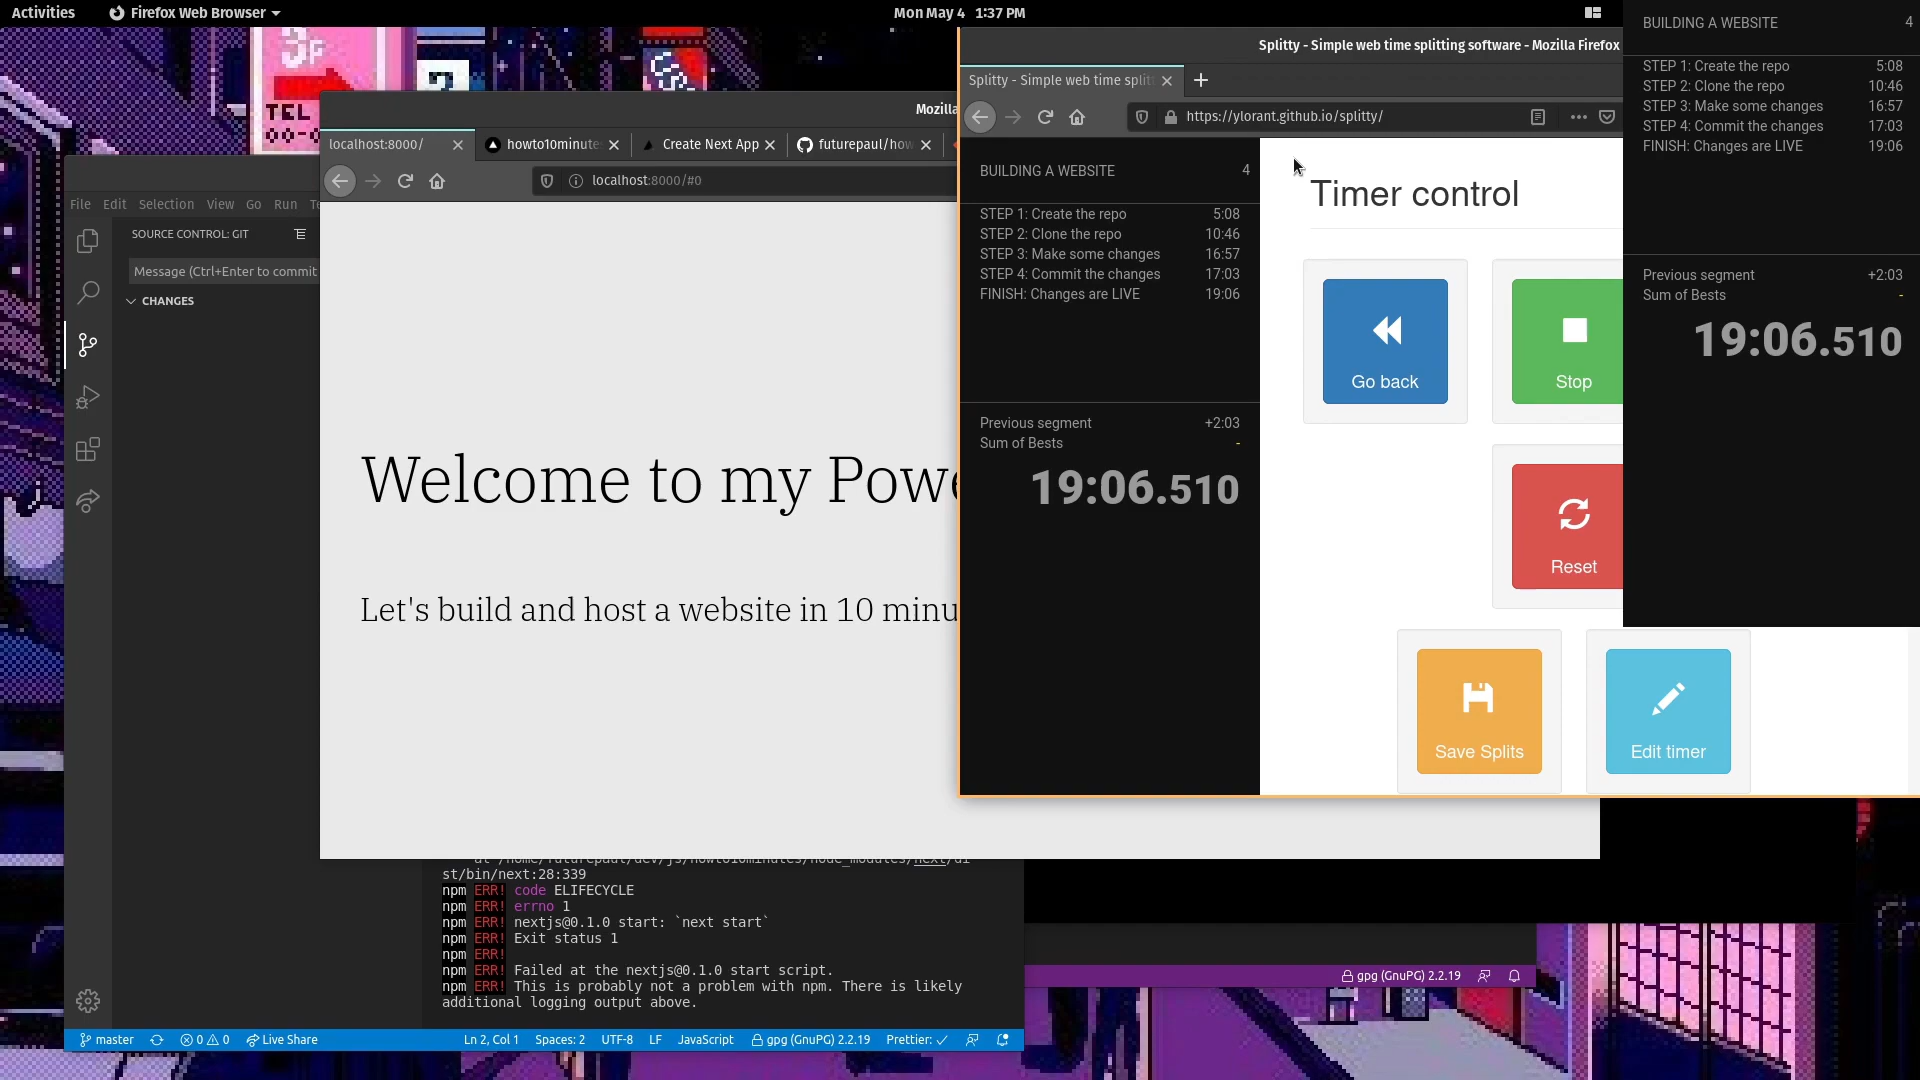 Activities
Firefox Web Browser
Mon May 4 1:37 PM
BUILDING A WEBSITE 4
STEP 1: Create the repo 5:08
STEP 2: Clone the repo 10:46
STEP 3: Make some changes 16:57
STEP 4: Commit the changes 17:03
FINISH: Changes are LIVE 19:06
Previous segment +2:03
Sum of Bests -
19:06.510
Splitty - Simple web time splitting software - Mozilla Firefox
Splitty - Simple web time split
https://ylorant.github.io/splitty/
BUILDING A WEBSITE 4
STEP 1: Create the repo 5:08
STEP 2: Clone the repo 10:46
STEP 3: Make some changes 16:57
STEP 4: Commit the changes 17:03
FINISH: Changes are LIVE 19:06
Previous segment +2:03
Sum of Bests -
19:06.510
Timer control
Go back
Stop
Reset
Save Splits
Edit timer
TEL
Mozilla
localhost:8000/
howto10minute
Create Next App
futurepaul/how
localhost:8000/#0
Welcome to my
Let's build and host a website in 10
File Edit Selection View Go Run
SOURCE CONTROL: GIT
Message (Ctrl+Enter to commit
CHANGES
at /home/futurepaul/dev/js/howto10minutes/node_modules/next/di
st/bin/next:28:339
npm ERR! code ELIFECYCLE
npm ERR! errno 1
npm ERR! nextjs@0.1.0 start: `next start`
npm ERR! Exit status 1
npm ERR!
npm ERR! Failed at the nextjs@0.1.0 start script.
npm ERR! This is probably not a problem with npm. There is likely
additional logging output above.
master 0 0 Live Share Ln 2, Col 1 Spaces: 2 UTF-8 LF JavaScript gpg (GnuPG) 2.2.19 Prettier: ✓
gpg (GnuPG) 2.2.19